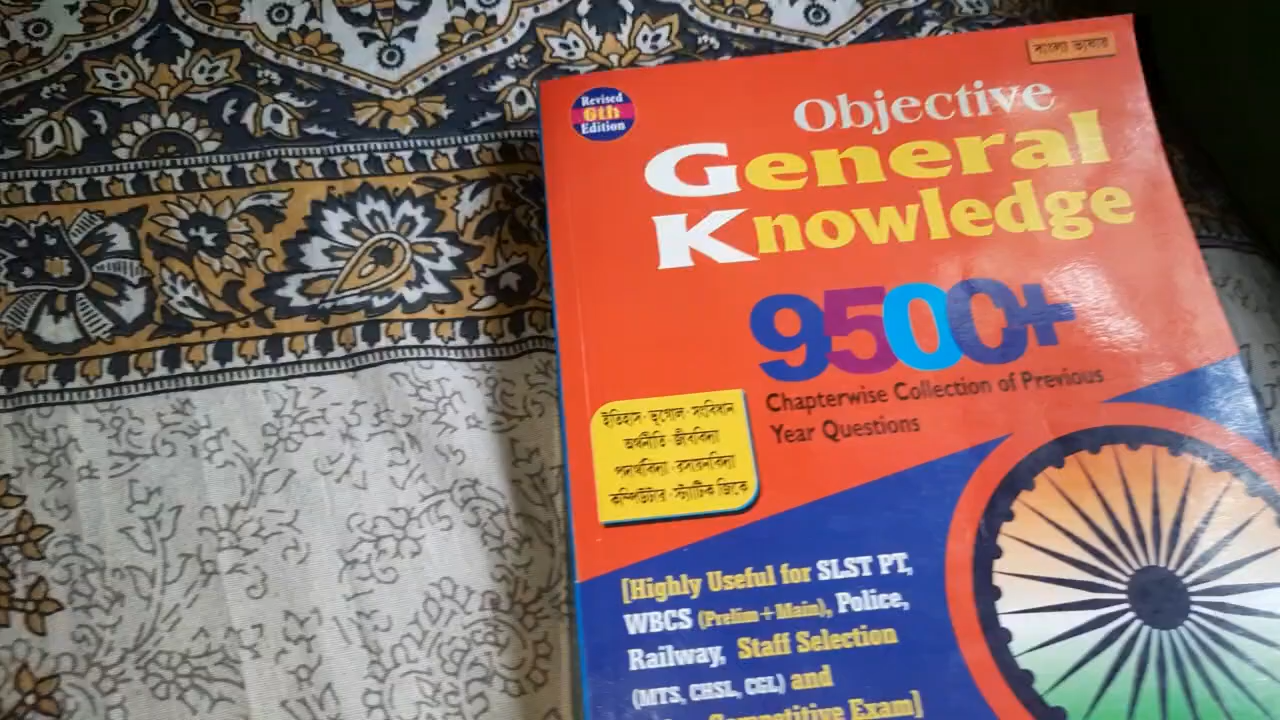 বাংলা ভাষায়
Revised
6th
Edition
Objective
General
Knowledge
9500+
Chapterwise Collection of Previous
Year Questions
ইতিহাস · ভূগোল · সংবিধান
অর্থনীতি · জীববিদ্যা
পদার্থবিদ্যা · রসায়নবিদ্যা
কম্পিউটার · স্ট্যাটিক জিকে
[Highly Useful for SLST PT,
WBCS (Prelim + Main), Police,
Railway, Staff Selection
(MTS, CHSL, CGL) and
Competitive Exam]